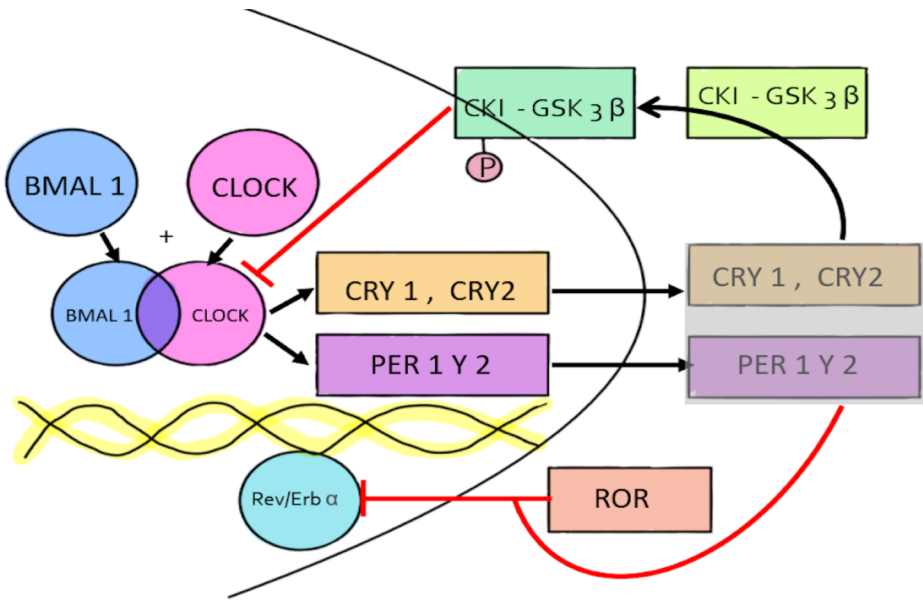 CKI - GSK 3 β
CKI - GSK 3 β
P
BMAL 1
CLOCK
+
BMAL 1
CLOCK
CRY 1 , CRY2
CRY 1 , CRY2
PER 1 Y 2
PER 1 Y 2
Rev/Erb α
ROR